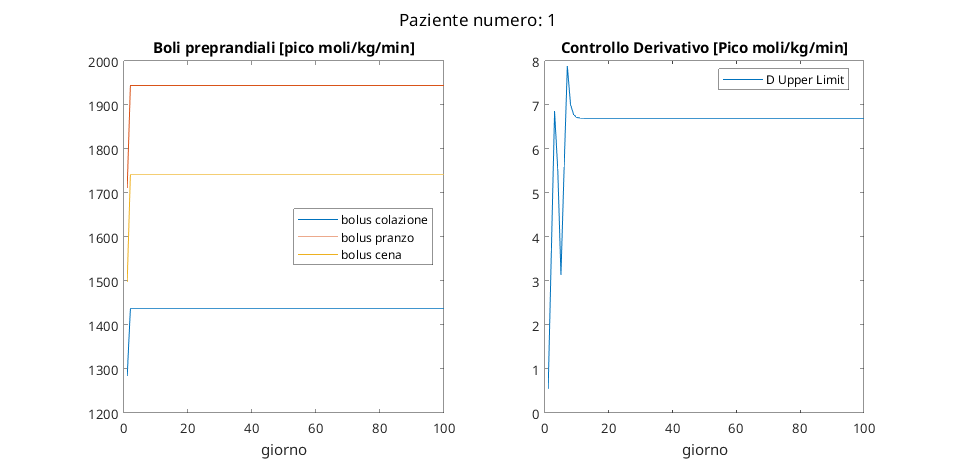 Paziente numero: 1
Boli preprandiali [pico moli/kg/min]
2000
1900
1800
1700
1600
1500
1400
1300
1200
0 20 40 60 80 100
giorno
bolus colazione
bolus pranzo
bolus cena
Controllo Derivativo [Pico moli/kg/min]
8
7
6
5
4
3
2
1
0
0 20 40 60 80 100
giorno
D Upper Limit